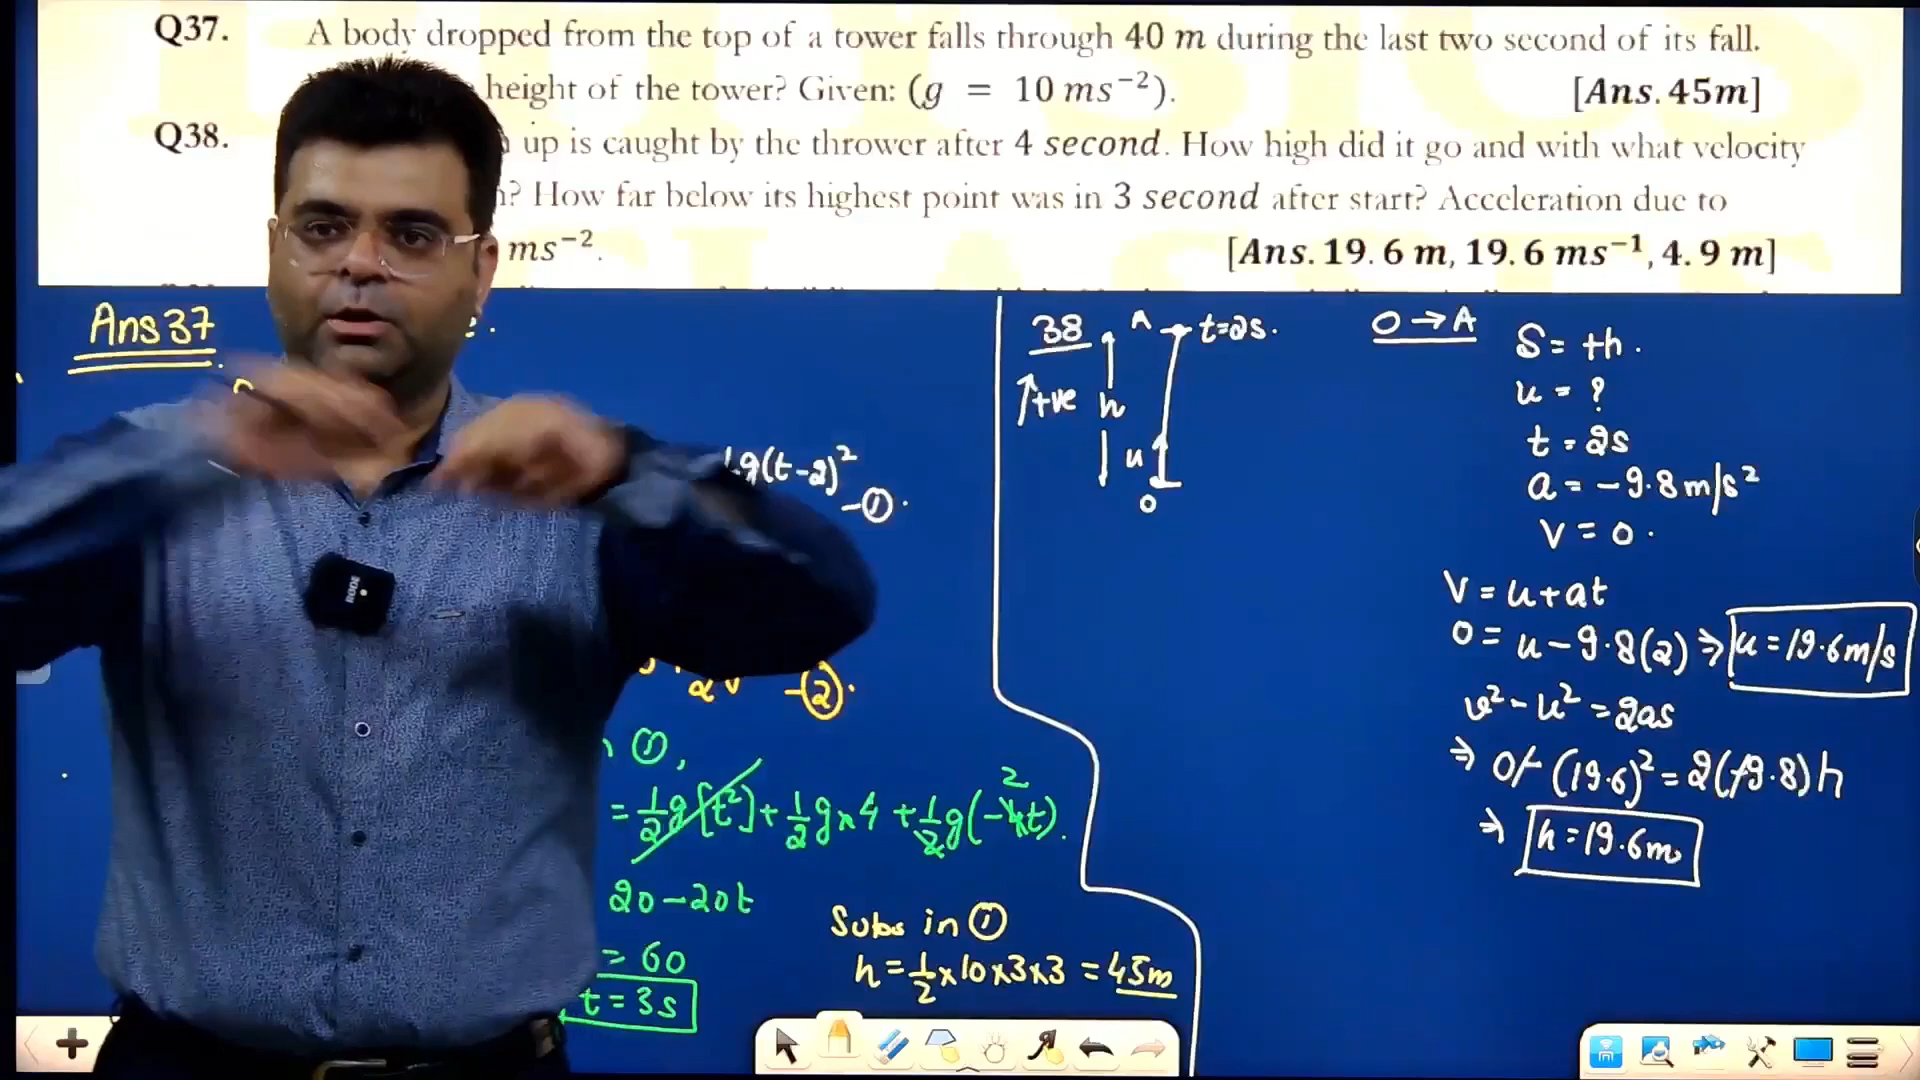 Q37. A body dropped from the top of a tower falls through 40 m during the last two second of its fall.
height of the tower? Given: (g = 10 ms⁻²). [Ans. 45m]
Q38. up is caught by the thrower after 4 second. How high did it go and with what velocity
? How far below its highest point was in 3 second after start? Acceleration due to
ms⁻². [Ans. 19. 6 m, 19. 6 ms⁻¹, 4. 9 m]
Ans 37
g(t-2)² -①.
-②.
①,
= ½g[t²] + ½g×4 + ½g(-4t).
2
20-20t
= 60
t = 3s
Subs in ①
h = ½×10×3×3 = 45m
38
A
t=2s.
↑+ve
h
u
O
O→A
S = +h.
u = ?
t = 2s
a = -9.8m/s²
V = 0.
V = u+at
0 = u - 9.8(2) ⇒ u = 19.6m/s
v² - u² = 2as
⇒ 0-(19.6)² = 2(-9.8)h
⇒ h = 19.6m
RODE